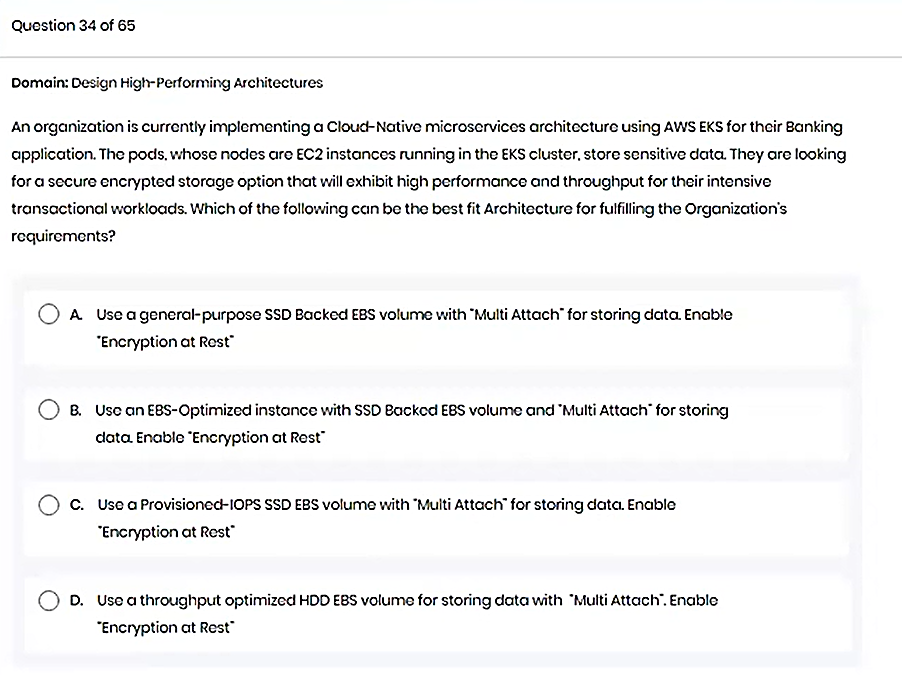 Question 34 of 65
Domain: Design High-Performing Architectures
An organization is currently implementing a Cloud-Native microservices architecture using AWS EKS for their Banking
application. The pods, whose nodes are EC2 instances running in the EKS cluster, store sensitive data. They are looking
for a secure encrypted storage option that will exhibit high performance and throughput for their intensive
transactional workloads. Which of the following can be the best fit Architecture for fulfilling the Organization's
requirements?
A. Use a general-purpose SSD Backed EBS volume with "Multi Attach" for storing data. Enable
"Encryption at Rest"
B. Use an EBS-Optimized instance with SSD Backed EBS volume and "Multi Attach" for storing
data. Enable "Encryption at Rest"
C. Use a Provisioned-IOPS SSD EBS volume with "Multi Attach" for storing data. Enable
"Encryption at Rest"
D. Use a throughput optimized HDD EBS volume for storing data with "Multi Attach". Enable
"Encryption at Rest"